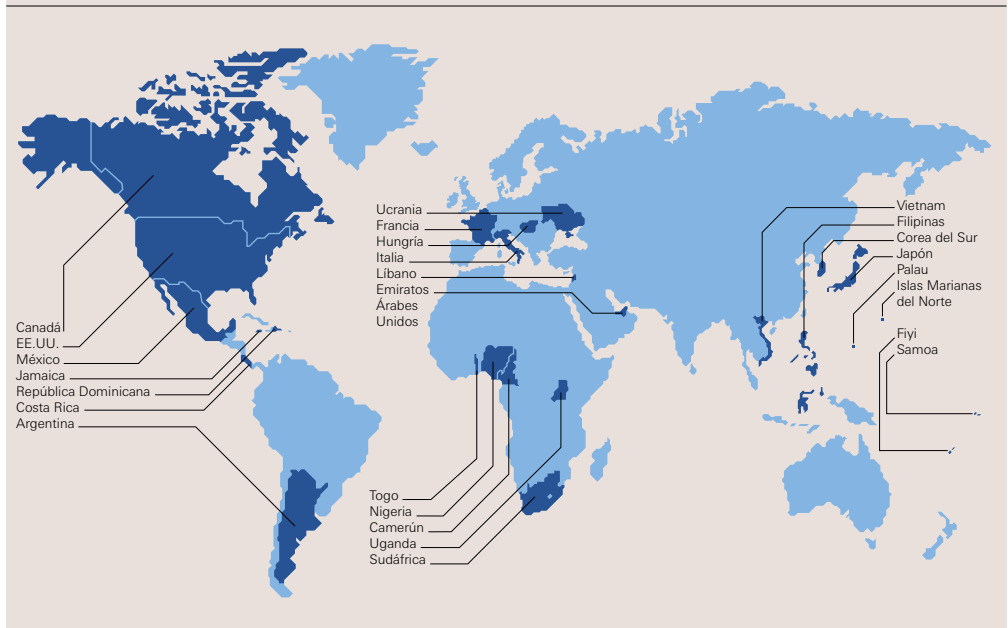 Canadá
EE.UU.
México
Jamaica
República Dominicana
Costa Rica
Argentina
Ucrania
Francia
Hungría
Italia
Líbano
Emiratos
Árabes
Unidos
Togo
Nigeria
Camerún
Uganda
Sudáfrica
Vietnam
Filipinas
Corea del Sur
Japón
Palau
Islas Marianas
del Norte
Fiyi
Samoa